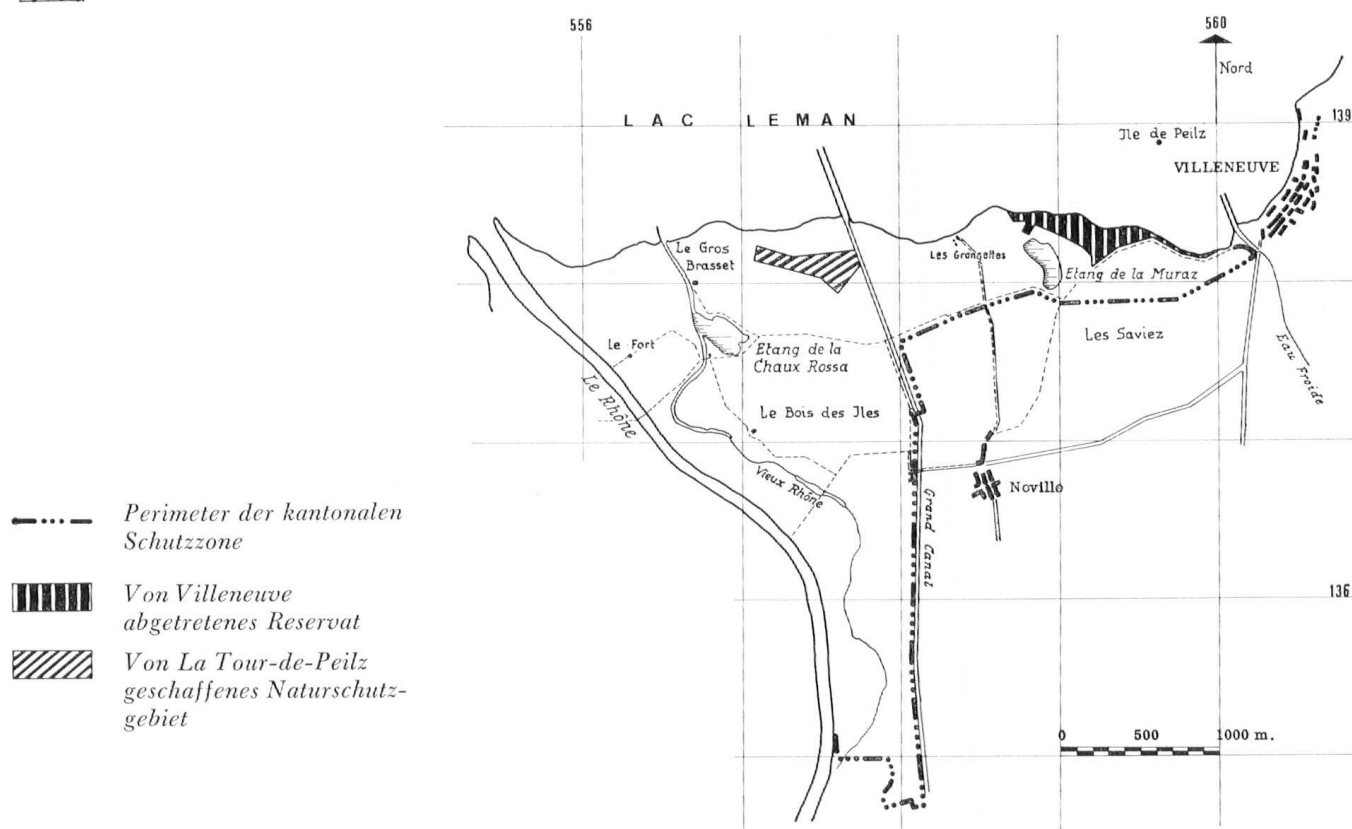 556
560
Nord
LAC LEMAN
139
Ile de Peilz
VILLENEUVE
Le Gros
Brasset
Les Grangettes
Etang de la Muraz
Les Saviez
Le Fort
Etang de la
Chaux Rossa
Eau Froide
Le Rhône
Le Bois des Iles
Vieux Rhône
Noville
Grand Canal
136
Perimeter der kantonalen
Schutzzone
Von Villeneuve
abgetretenes Reservat
Von La Tour-de-Peilz
geschaffenes Naturschutz-
gebiet
0 500 1000 m.